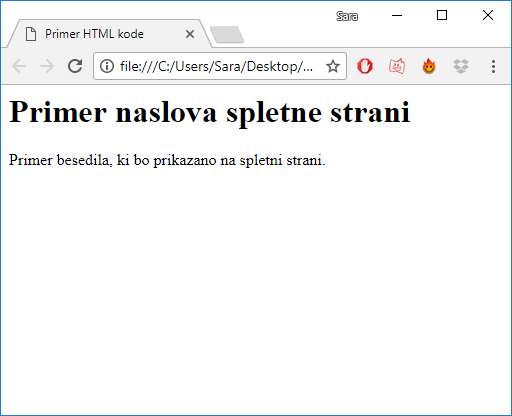 Sara
Primer HTML kode
file:///C:/Users/Sara/Desktop/...
Primer naslova spletne strani
Primer besedila, ki bo prikazano na spletni strani.